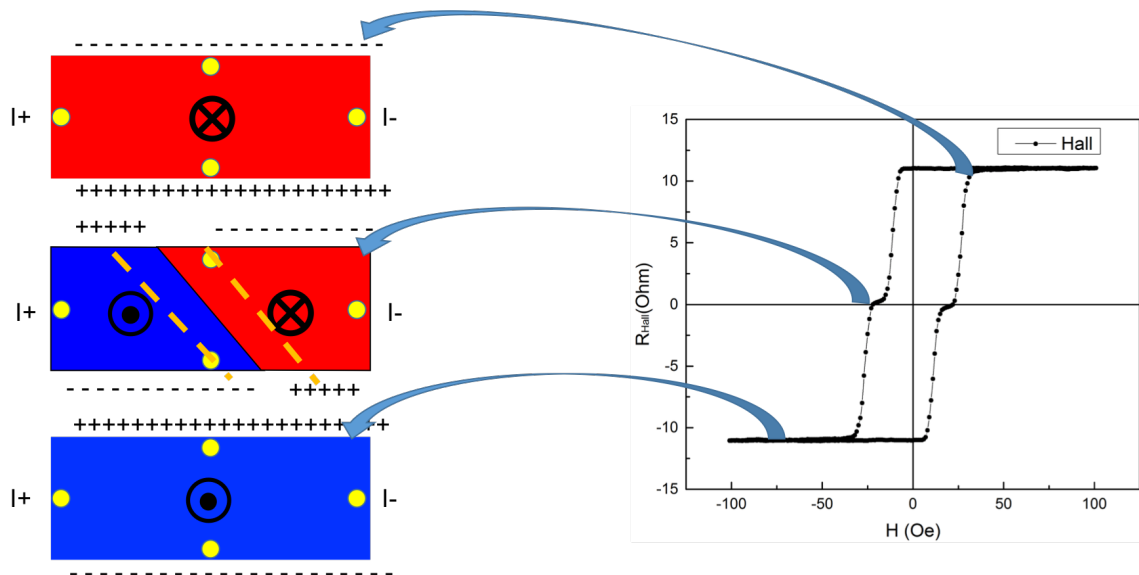 - - - - - - - - - - - - - - - - - - - - - -
I+
I-
++++++++++++++++++++++
+++++
- - - - - - - - - - - -
I+
I-
- - - - - - - - - - - - -
+++++
++++++++++++++++++++++
I+
I-
- - - - - - - - - - - - - - - - - - - - - - -
Hall
15
10
5
0
-5
-10
-15
RHall(Ohm)
-100
-50
0
50
100
H (Oe)